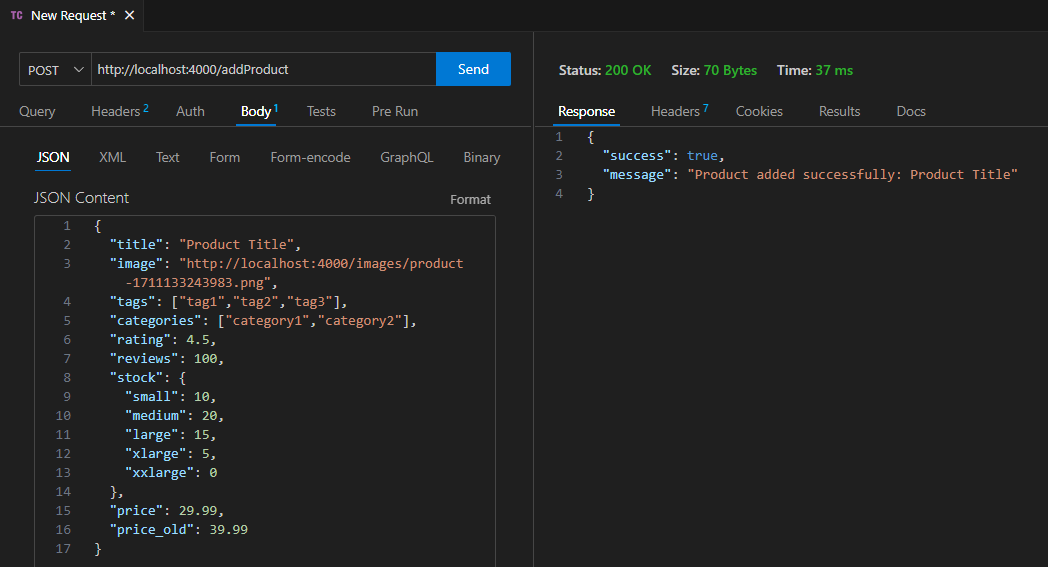 TC New Request *
POST http://localhost:4000/addProduct Send
Query Headers 2 Auth Body 1 Tests Pre Run
JSON XML Text Form Form-encode GraphQL Binary
JSON Content Format
1 {
2 "title": "Product Title",
3 "image": "http://localhost:4000/images/product
-1711133243983.png",
4 "tags": ["tag1","tag2","tag3"],
5 "categories": ["category1","category2"],
6 "rating": 4.5,
7 "reviews": 100,
8 "stock": {
9 "small": 10,
10 "medium": 20,
11 "large": 15,
12 "xlarge": 5,
13 "xxlarge": 0
14 },
15 "price": 29.99,
16 "price_old": 39.99
17 }
Status: 200 OK Size: 70 Bytes Time: 37 ms
Response Headers 7 Cookies Results Docs
1 {
2 "success": true,
3 "message": "Product added successfully: Product Title"
4 }